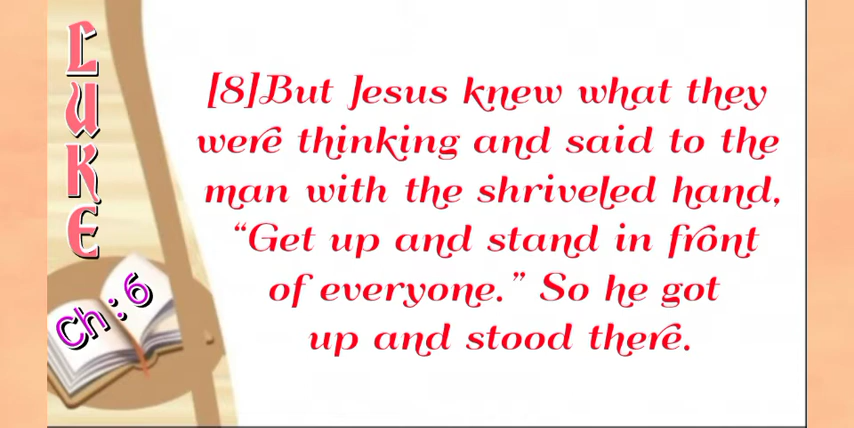 LUKE
Ch : 6
[8]But Jesus knew what they
were thinking and said to the
man with the shriveled hand,
“Get up and stand in front
of everyone.” So he got
up and stood there.